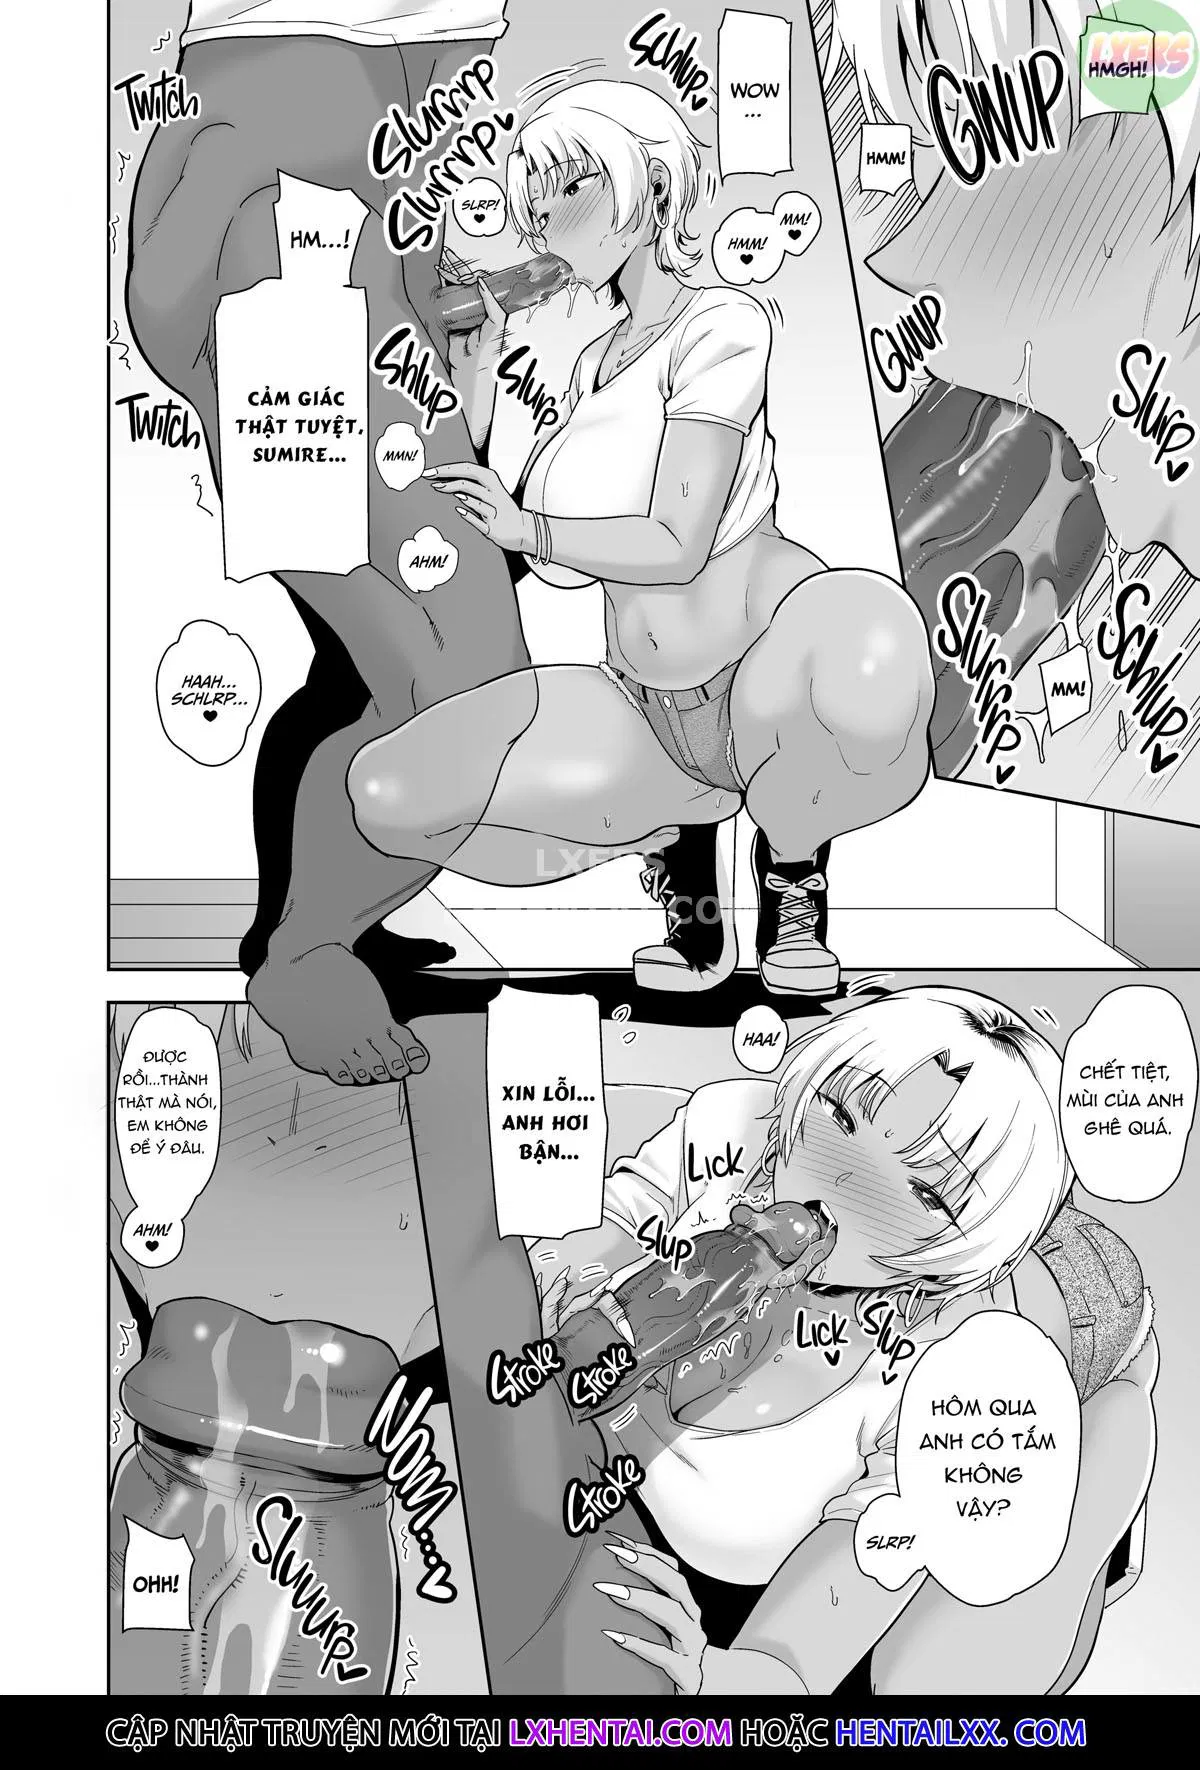 LXERS
HMGH!
GWUP
HMM!
GWUP
Slurp
Slurrrp
Schlup
MM!
Schlup
WOW
...
MM!
HMM!
Slurrrp
Slurrrp
SLRP!
Twitch
HM...!
CẢM GIÁC
THẬT TUYỆT,
SUMIRE...
Twitch
Shlup
Slurp
MMN!
AHM!
HAAH...
SCHLRP...
LXERS
CHẾT TIỆT,
MÙI CỦA ANH
GHÊ QUÁ.
HAA!
XIN LỖI...
ANH HƠI
BẬN...
Lick
Slup
Lick
Slup
Stroke
Stroke
Stroke
HÔM QUA
ANH CÓ TẮM
KHÔNG
VẬY?
SLRP!
ĐƯỢC
RỒI...THÀNH
THẬT MÀ NÓI,
EM KHÔNG
ĐỂ Ý ĐÂU.
AHM!
Nom...
Sluuurp
OHH!
CẬP NHẬT TRUYỆN MỚI TẠI LXHENTAI.COM HOẶC HENTAILXX. COM